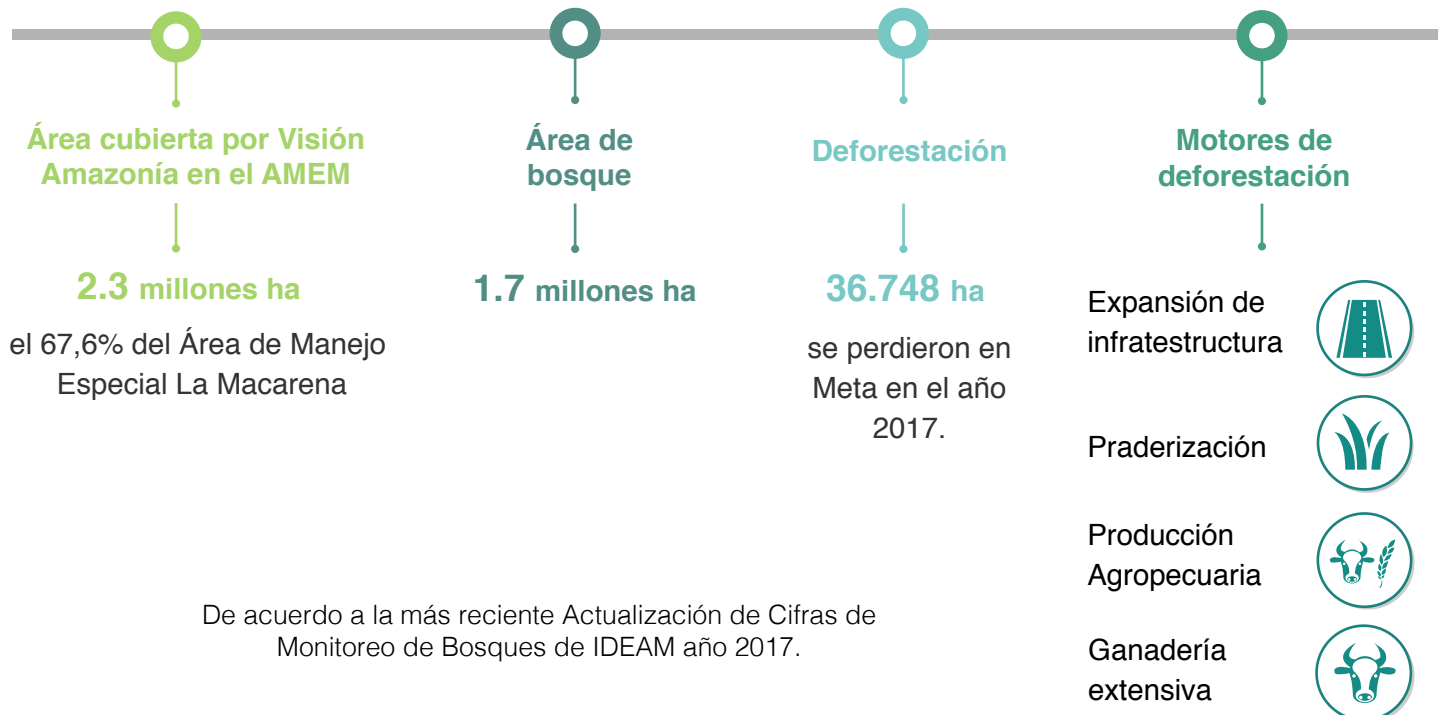 Área cubierta por Visión
Amazonía en el AMEM
2.3 millones ha
el 67,6% del Área de Manejo
Especial La Macarena
Área de
bosque
1.7 millones ha
Deforestación
36.748 ha
se perdieron en
Meta en el año
2017.
Motores de
deforestación
Expansión de
infratestructura
Praderización
Producción
Agropecuaria
Ganadería
extensiva
De acuerdo a la más reciente Actualización de Cifras de
Monitoreo de Bosques de IDEAM año 2017.